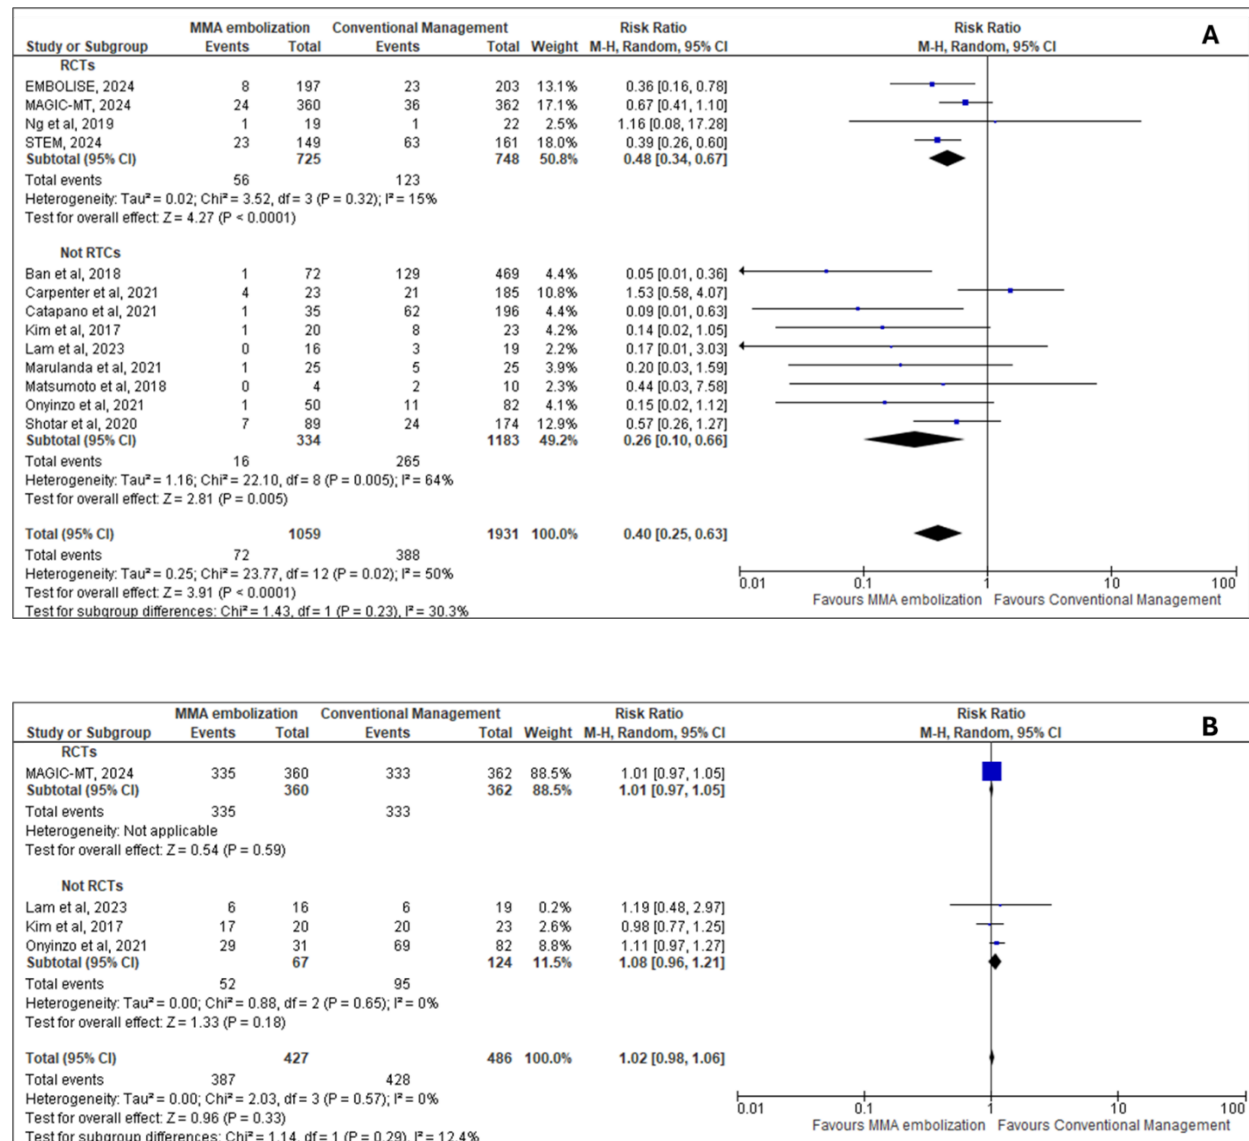 MMA embolization Conventional Management Risk Ratio Risk Ratio
Study or Subgroup Events Total Events Total Weight M-H, Random, 95% CI M-H, Random, 95% CI A
RCTs
EMBOLISE, 2024 8 197 23 203 13.1% 0.36 [0.16, 0.78]
MAGIC-MT, 2024 24 360 36 362 17.1% 0.67 [0.41, 1.10]
Ng et al, 2019 1 19 1 22 2.5% 1.16 [0.08, 17.28]
STEM, 2024 23 149 63 161 18.0% 0.39 [0.26, 0.60]
Subtotal (95% CI) 725 748 50.8% 0.48 [0.34, 0.67]
Total events 56 123
Heterogeneity: Tau² = 0.02; Chi² = 3.52, df = 3 (P = 0.32); I² = 15%
Test for overall effect: Z = 4.27 (P < 0.0001)
Not RTCs
Ban et al, 2018 1 72 129 469 4.4% 0.05 [0.01, 0.36]
Carpenter et al, 2021 4 23 21 185 10.8% 1.53 [0.58, 4.07]
Catapano et al, 2021 1 35 62 196 4.4% 0.09 [0.01, 0.63]
Kim et al, 2017 1 20 8 23 4.2% 0.14 [0.02, 1.05]
Lam et al, 2023 0 16 3 19 2.2% 0.17 [0.01, 3.03]
Marulanda et al, 2021 1 25 5 25 3.9% 0.20 [0.03, 1.59]
Matsumoto et al, 2018 0 4 2 10 2.3% 0.44 [0.03, 7.58]
Onyinzo et al, 2021 1 50 11 82 4.1% 0.15 [0.02, 1.12]
Shotar et al, 2020 7 89 24 174 12.9% 0.57 [0.26, 1.27]
Subtotal (95% CI) 334 1183 49.2% 0.26 [0.10, 0.66]
Total events 16 265
Heterogeneity: Tau² = 1.16; Chi² = 22.10, df = 8 (P = 0.005); I² = 64%
Test for overall effect: Z = 2.81 (P = 0.005)
Total (95% CI) 1059 1931 100.0% 0.40 [0.25, 0.63]
Total events 72 388
Heterogeneity: Tau² = 0.25; Chi² = 23.77, df = 12 (P = 0.02); I² = 50%
Test for overall effect: Z = 3.91 (P < 0.0001)
Test for subgroup differences: Chi² = 1.43, df = 1 (P = 0.23), I² = 30.3%
0.01 0.1 1 10 100
Favours MMA embolization Favours Conventional Management
MMA embolization Conventional Management Risk Ratio Risk Ratio
Study or Subgroup Events Total Events Total Weight M-H, Random, 95% CI M-H, Random, 95% CI B
RCTs
MAGIC-MT, 2024 335 360 333 362 88.5% 1.01 [0.97, 1.05]
Subtotal (95% CI) 360 362 88.5% 1.01 [0.97, 1.05]
Total events 335 333
Heterogeneity: Not applicable
Test for overall effect: Z = 0.54 (P = 0.59)
Not RCTs
Lam et al, 2023 6 16 6 19 0.2% 1.19 [0.48, 2.97]
Kim et al, 2017 17 20 20 23 2.6% 0.98 [0.77, 1.25]
Onyinzo et al, 2021 29 31 69 82 8.8% 1.11 [0.97, 1.27]
Subtotal (95% CI) 67 124 11.5% 1.08 [0.96, 1.21]
Total events 52 95
Heterogeneity: Tau² = 0.00; Chi² = 0.88, df = 2 (P = 0.65); I² = 0%
Test for overall effect: Z = 1.33 (P = 0.18)
Total (95% CI) 427 486 100.0% 1.02 [0.98, 1.06]
Total events 387 428
Heterogeneity: Tau² = 0.00; Chi² = 2.03, df = 3 (P = 0.57); I² = 0%
Test for overall effect: Z = 0.96 (P = 0.33)
Test for subgroup differences: Chi² = 1.14, df = 1 (P = 0.29), I² = 12.4%
0.01 0.1 1 10 100
Favours MMA embolization Favours Conventional Management